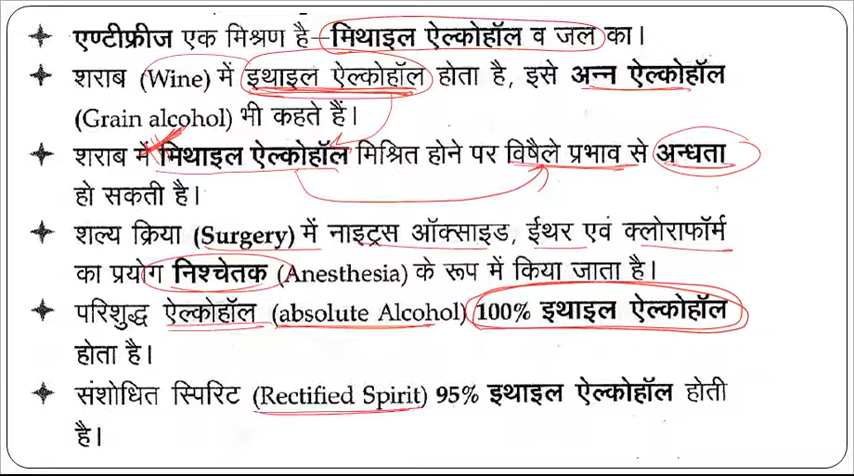 एण्टीफ्रीज एक मिश्रण है–मिथाइल ऐल्कोहॉल व जल का।
शराब (Wine) में इथाइल ऐल्कोहॉल होता है, इसे अन्न ऐल्कोहॉल
(Grain alcohol) भी कहते हैं।
शराब में मिथाइल ऐल्कोहॉल मिश्रित होने पर विषैले प्रभाव से अन्धता
हो सकती है।
शल्य क्रिया (Surgery) में नाइट्रस ऑक्साइड, ईथर एवं क्लोराफॉर्म
का प्रयोग निश्चेतक (Anesthesia) के रूप में किया जाता है।
परिशुद्ध ऐल्कोहॉल (absolute Alcohol) 100% इथाइल ऐल्कोहॉल
होता है।
संशोधित स्पिरिट (Rectified Spirit) 95% इथाइल ऐल्कोहॉल होती
है।